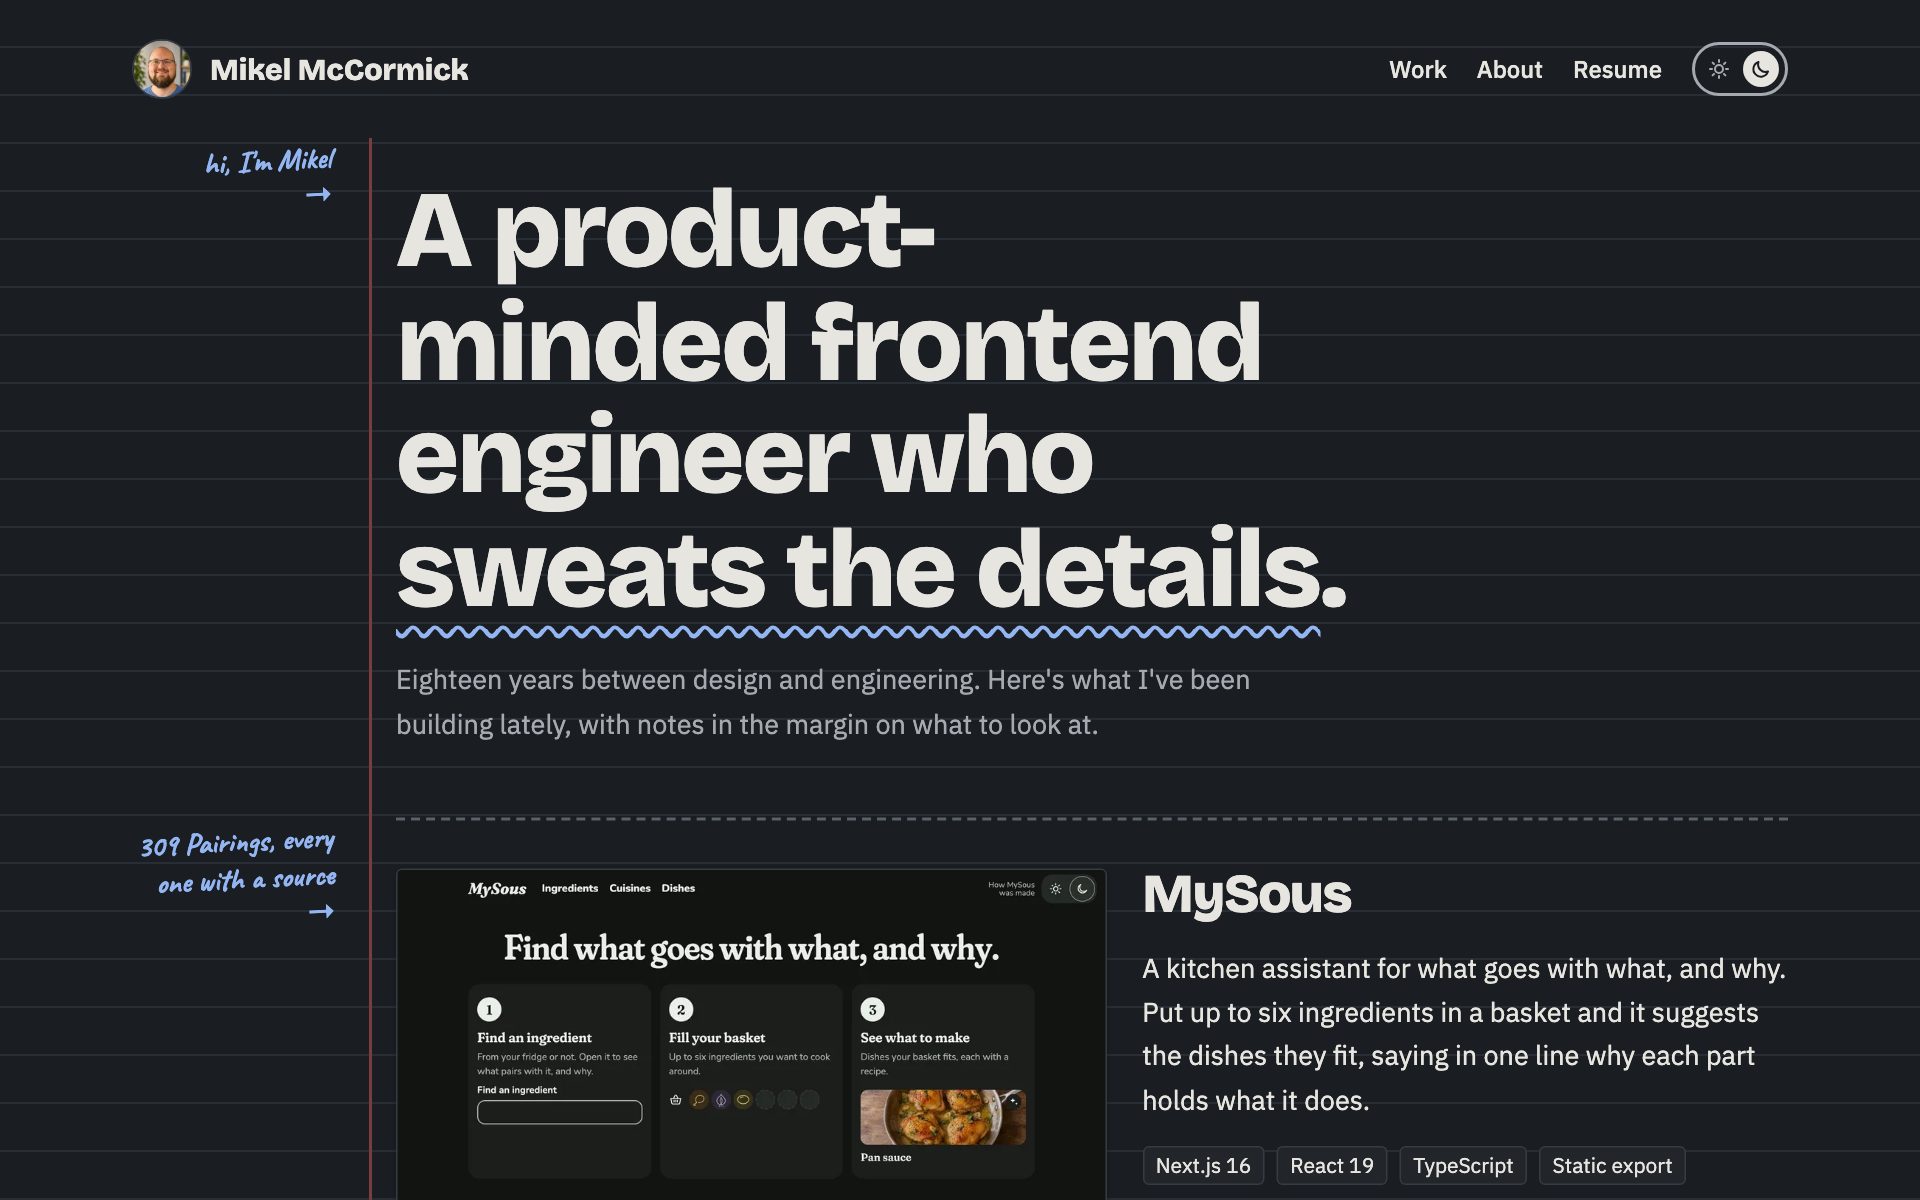 Mikel McCormick
Work
About
Resume
hi, I'm Mikel
→
A product-
minded frontend
engineer who
sweats the details.
Eighteen years between design and engineering. Here's what I've been
building lately, with notes in the margin on what to look at.
309 Pairings, every
one with a source
→
MySous
Ingredients
Cuisines
Dishes
How MySous
was made
Find what goes with what, and why.
1
Find an ingredient
From your fridge or not. Open it to see
what pairs with it, and why.
Find an ingredient
2
Fill your basket
Up to six ingredients you want to cook
around.
3
See what to make
Dishes your basket fits, each with a
recipe.
Pan sauce
MySous
A kitchen assistant for what goes with what, and why.
Put up to six ingredients in a basket and it suggests
the dishes they fit, saying in one line why each part
holds what it does.
Next.js 16
React 19
TypeScript
Static export